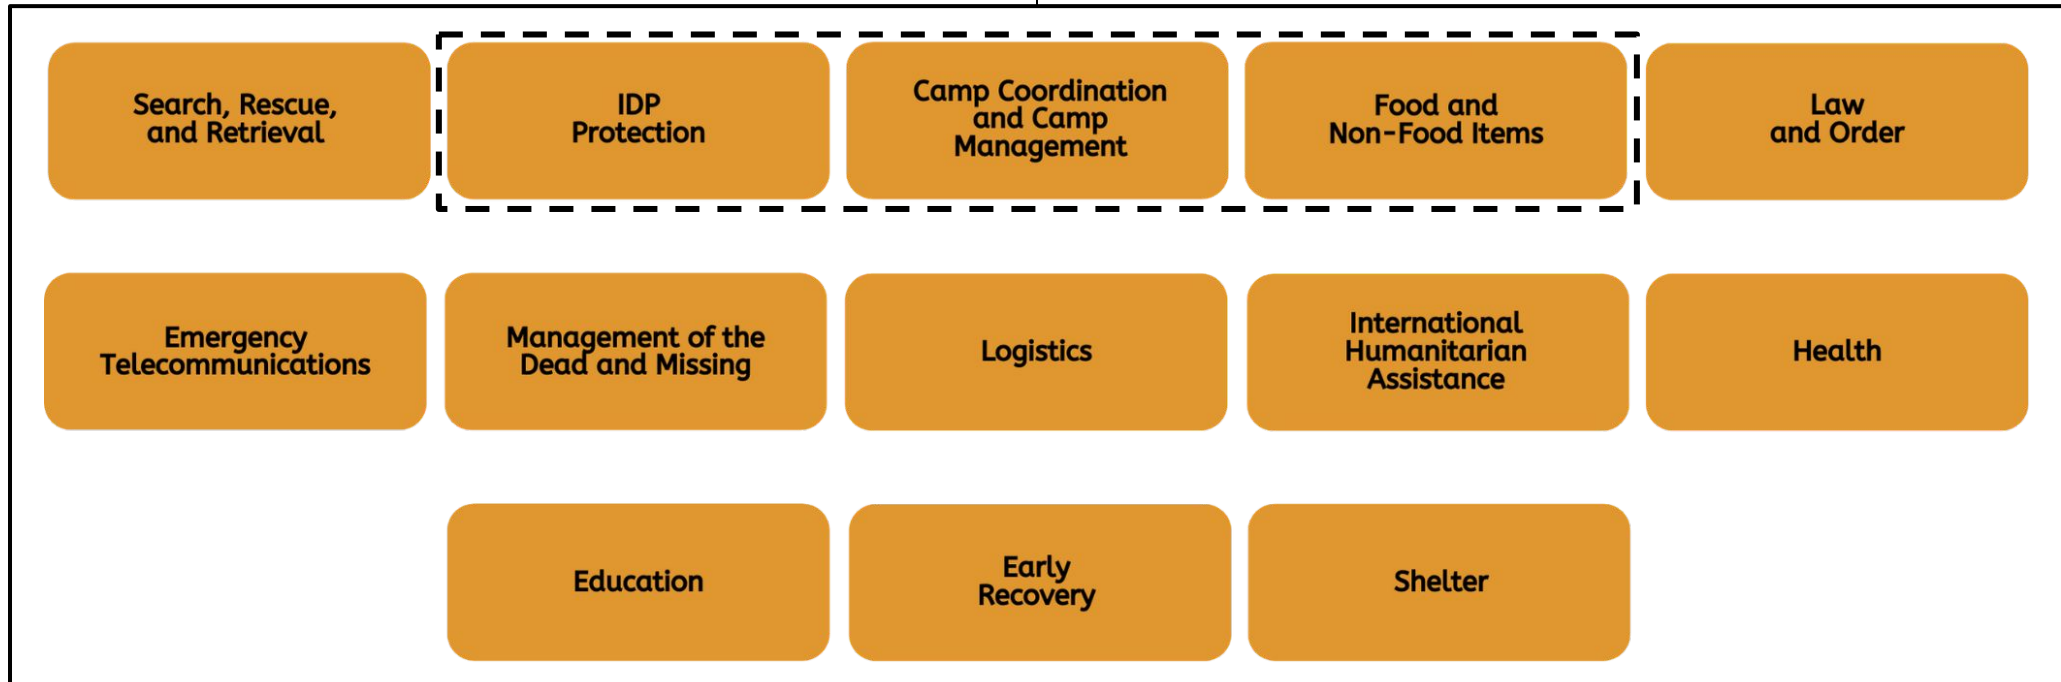 Search, Rescue,
and Retrieval
IDP
Protection
Camp Coordination
and Camp
Management
Food and
Non-Food Items
Law
and Order
Emergency
Telecommunications
Management of the
Dead and Missing
Logistics
International
Humanitarian
Assistance
Health
Education
Early
Recovery
Shelter